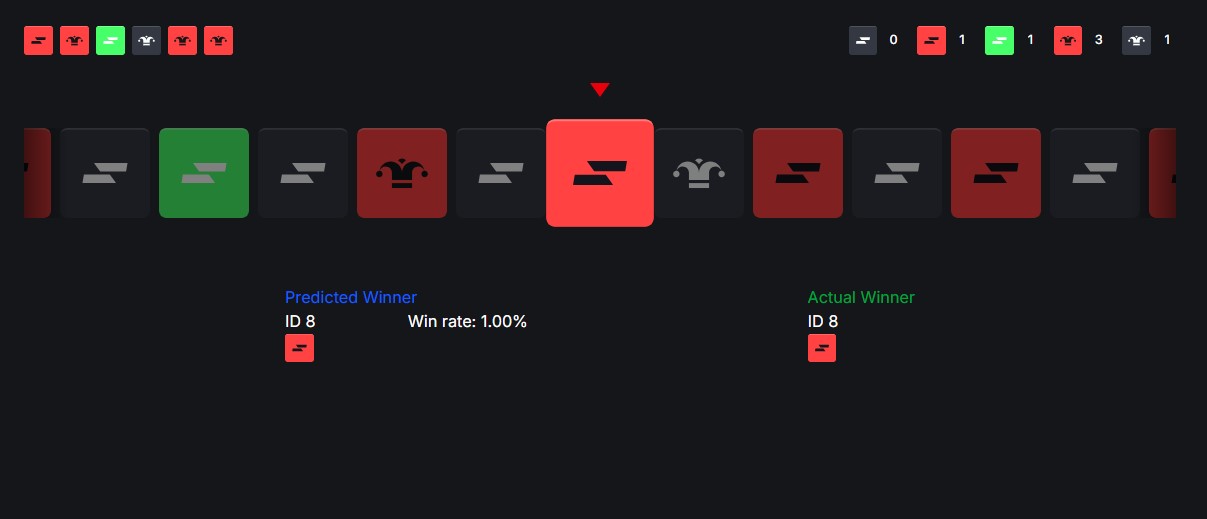 0 1 1 3 1
Predicted Winner
Actual Winner
ID 8 Win rate: 1.00%
ID 8